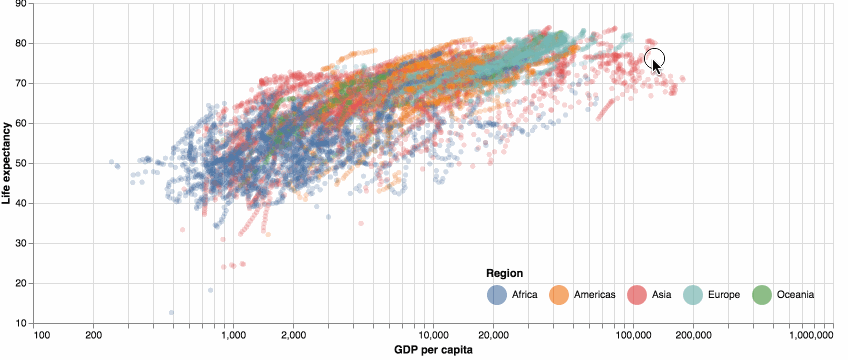 90
80
70
60
50
40
30
20
10
Life expectancy
100 200 1,000 2,000 10,000 20,000 100,000 200,000 1,000,000
GDP per capita
Region
Africa Americas Asia Europe Oceania